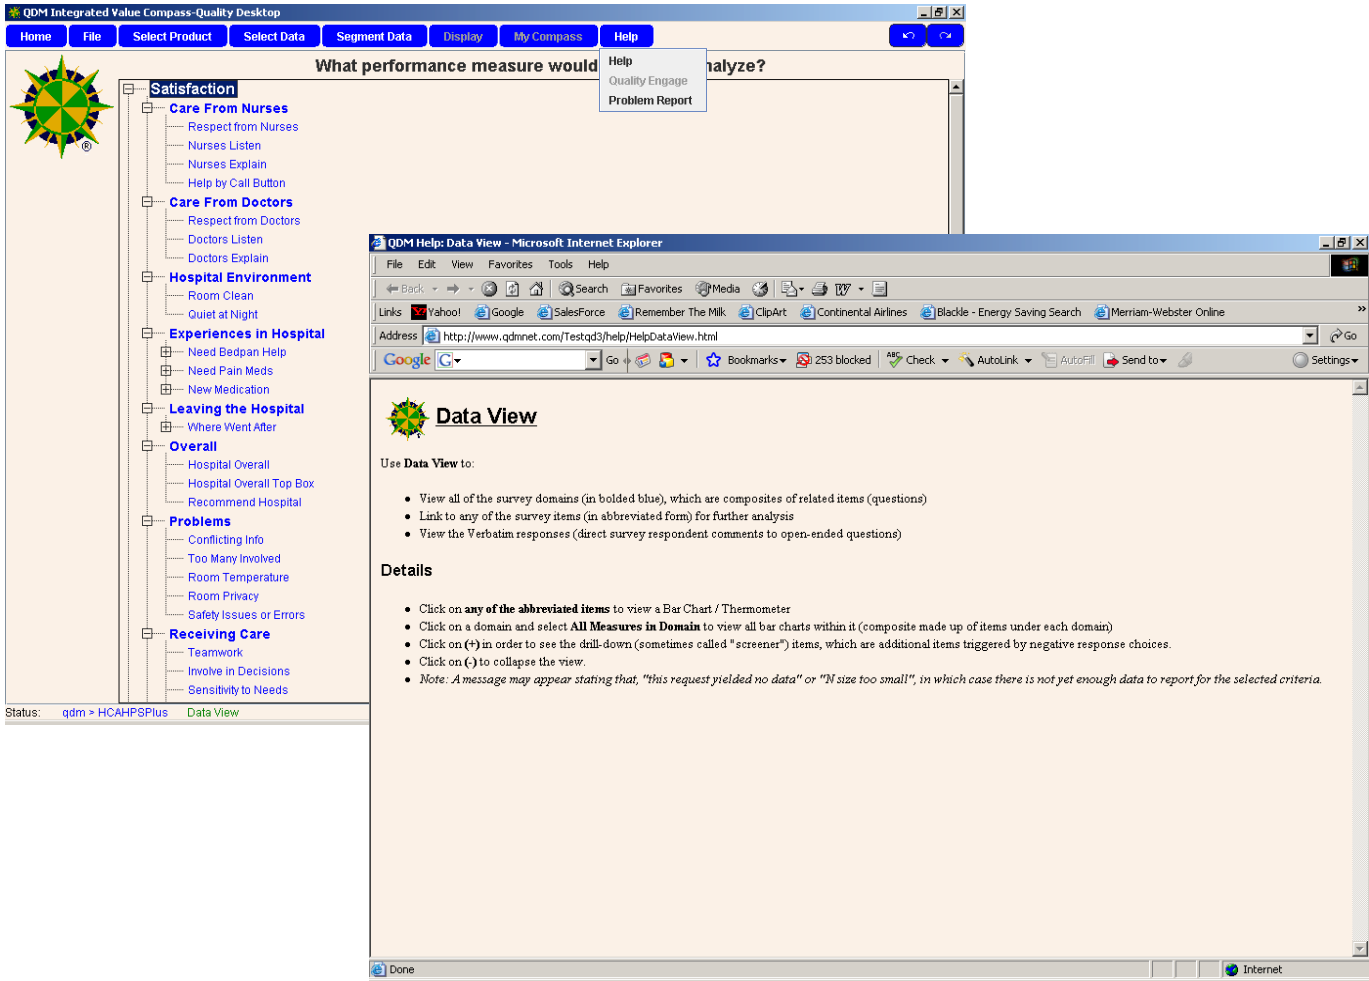 QDM Integrated Value Compass-Quality Desktop
Home File Select Product Select Data Segment Data Display My Compass Help
Help
Quality Engage
Problem Report
What performance measure would nalyze?
Satisfaction
Care From Nurses
Respect from Nurses
Nurses Listen
Nurses Explain
Help by Call Button
Care From Doctors
Respect from Doctors
Doctors Listen
Doctors Explain
Hospital Environment
Room Clean
Quiet at Night
Experiences in Hospital
Need Bedpan Help
Need Pain Meds
New Medication
Leaving the Hospital
Where Went After
Overall
Hospital Overall
Hospital Overall Top Box
Recommend Hospital
Problems
Conflicting Info
Too Many Involved
Room Temperature
Room Privacy
Safety Issues or Errors
Receiving Care
Teamwork
Involve in Decisions
Sensitivity to Needs
Status: qdm > HCAHPSPlus Data View
®
QDM Help: Data View - Microsoft Internet Explorer
File Edit View Favorites Tools Help
Back Search Favorites Media
Links Yahoo! Google SalesForce Remember The Milk ClipArt Continental Airlines Blackle - Energy Saving Search Merriam-Webster Online »
Address http://www.qdmnet.com/Testqd3/help/HelpDataView.html Go
Google G Go Bookmarks 253 blocked ABC Check AutoLink AutoFill Send to Settings
Data View
Use Data View to:
• View all of the survey domains (in bolded blue), which are composites of related items (questions)
• Link to any of the survey items (in abbreviated form) for further analysis
• View the Verbatim responses (direct survey respondent comments to open-ended questions)
Details
• Click on any of the abbreviated items to view a Bar Chart / Thermometer
• Click on a domain and select All Measures in Domain to view all bar charts within it (composite made up of items under each domain)
• Click on (+) in order to see the drill-down (sometimes called "screener") items, which are additional items triggered by negative response choices.
• Click on (-) to collapse the view.
• Note: A message may appear stating that, "this request yielded no data" or "N size too small", in which case there is not yet enough data to report for the selected criteria.
Done Internet